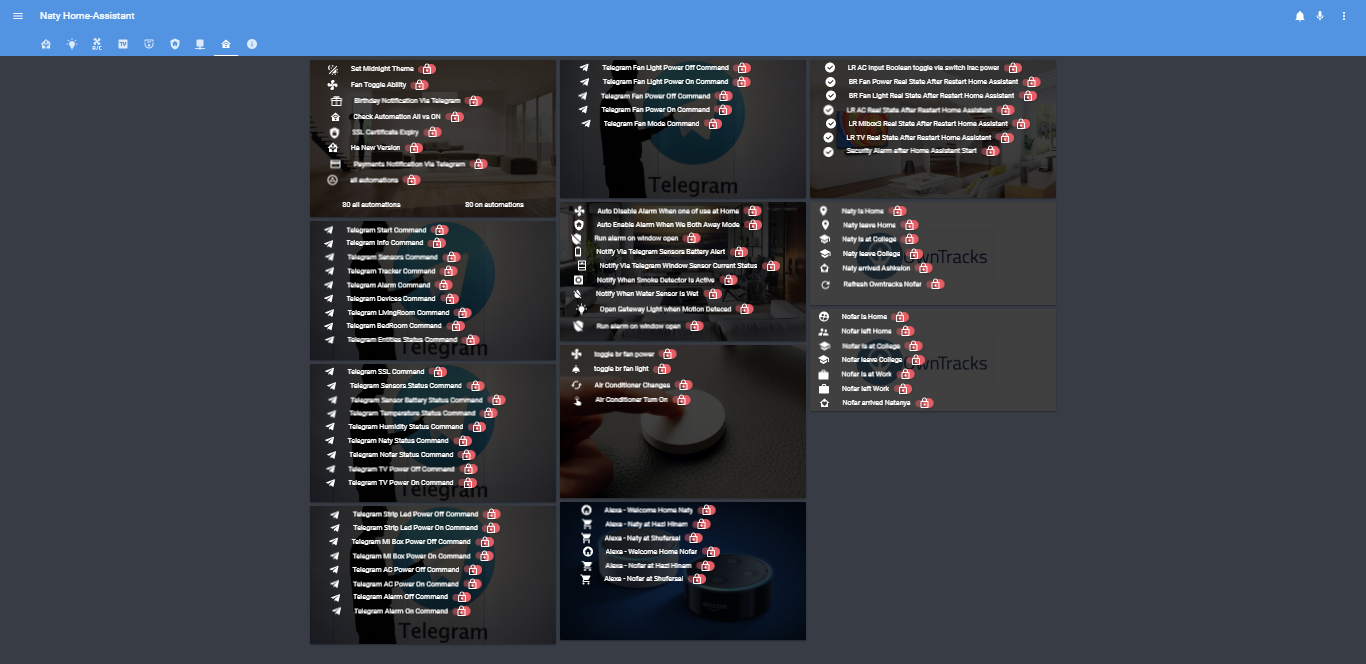 Naty Home-Assistant
R/C
TV
Set Midnight Theme
Fan Toggle Ability
Birthday Notification Via Telegram
Check Automation All vs ON
SSL Certificate Expiry
Ha New Version
Payments Notification Via Telegram
all automations
80 all automations
80 on automations
Telegram Start Command
Telegram Info Command
Telegram Sensors Command
Telegram Tracker Command
Telegram Alarm Command
Telegram Devices Command
Telegram LivingRoom Command
Telegram BedRoom Command
Telegram Entities Status Command
Telegram
Telegram SSL Command
Telegram Sensors Status Command
Telegram Sensor Battery Status Command
Telegram Temperature Status Command
Telegram Humidity Status Command
Telegram Naty Status Command
Telegram Nofar Status Command
Telegram TV Power Off Command
Telegram TV Power On Command
Telegram
Telegram Strip Led Power Off Command
Telegram Strip Led Power On Command
Telegram MI Box Power Off Command
Telegram MI Box Power On Command
Telegram AC Power Off Command
Telegram AC Power On Command
Telegram Alarm Off Command
Telegram Alarm On Command
Telegram
Telegram Fan Light Power Off Command
Telegram Fan Light Power On Command
Telegram Fan Power Off Command
Telegram Fan Power On Command
Telegram Fan Mode Command
Telegram
Auto Disable Alarm When one of use at Home
Auto Enable Alarm When We Both Away Mode
Run alarm on window open
Notify Via Telegram Sensors Battery Alert
Notify Via Telegram Window Sensor Current Status
Notify When Smoke Detector Is Active
Notify When Water Sensor Is Wet
Open Gateway Light when Motion Deteced
Run alarm on window open
toggle br fan power
toggle br fan light
Air Conditioner Changes
Air Conditioner Turn On
Alexa - Welcome Home Naty
Alexa - Naty at Hazi Hinam
Alexa - Naty at Shufersal
Alexa - Welcome Home Nofar
Alexa - Nofar at Hazi Hinam
Alexa - Nofar at Shufersal
amazon
LR AC Input Boolean toggle via switch irac power
BR Fan Power Real State After Restart Home Assistant
BR Fan Light Real State After Restart Home Assistant
LR AC Real State After Restart Home Assistant
LR Mibox3 Real State After Restart Home Assistant
LR TV Real State After Restart Home Assistant
Security Alarm after Home Assistant Start
Naty is Home
Naty leave Home
Naty is at College
Naty leave College
Naty arrived Ashkelon
Refresh Owntracks Nofar
wnTracks
Nofar is Home
Nofar left Home
Nofar is at College
Nofar leave College
Nofar is at Work
Nofar left Work
Nofar arrived Natanya
wnTracks